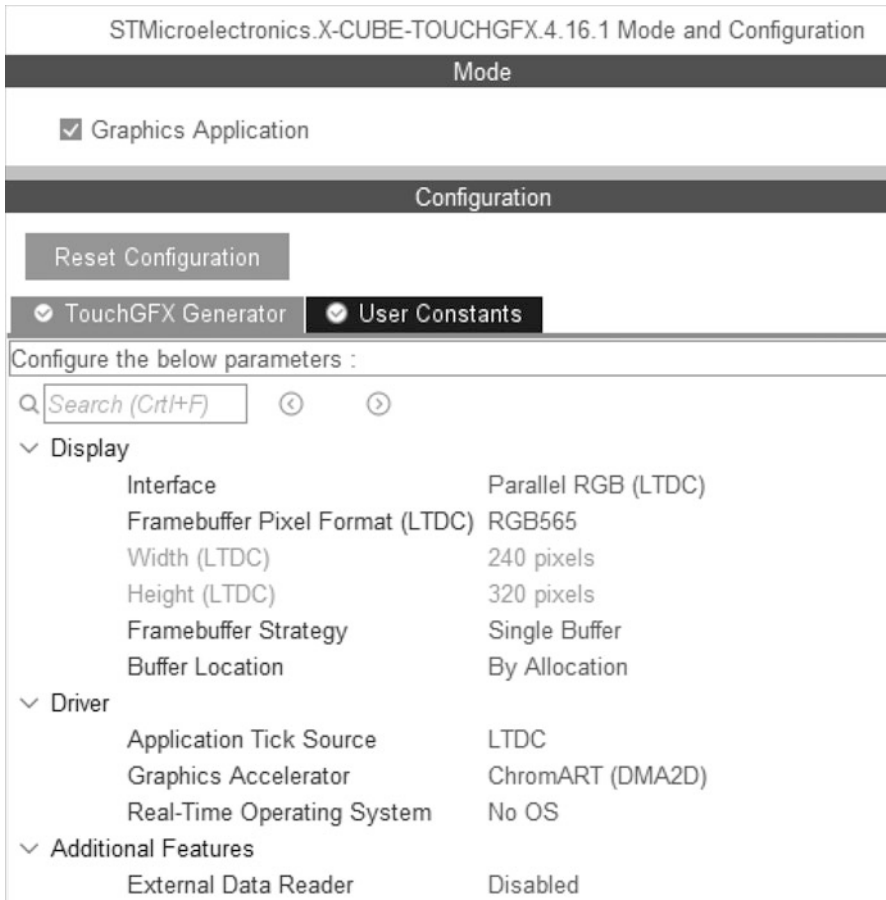 STMicroelectronics.X-CUBE-TOUCHGFX.4.16.1 Mode and Configuration
Mode
Graphics Application
Configuration
Reset Configuration
TouchGFX Generator User Constants
Configure the below parameters :
Search (Crtl+F)
Display
Interface Parallel RGB (LTDC)
Framebuffer Pixel Format (LTDC) RGB565
Width (LTDC) 240 pixels
Height (LTDC) 320 pixels
Framebuffer Strategy Single Buffer
Buffer Location By Allocation
Driver
Application Tick Source LTDC
Graphics Accelerator ChromART (DMA2D)
Real-Time Operating System No OS
Additional Features
External Data Reader Disabled